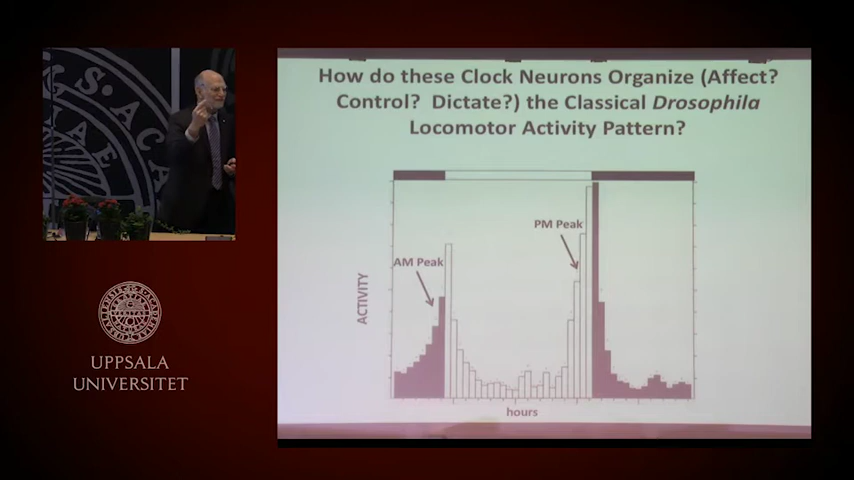 How do these Clock Neurons Organize (Affect?
Control? Dictate?) the Classical Drosophila
Locomotor Activity Pattern?
PM Peak
AM Peak
ACTIVITY
hours
UPPSALA
UNIVERSITET